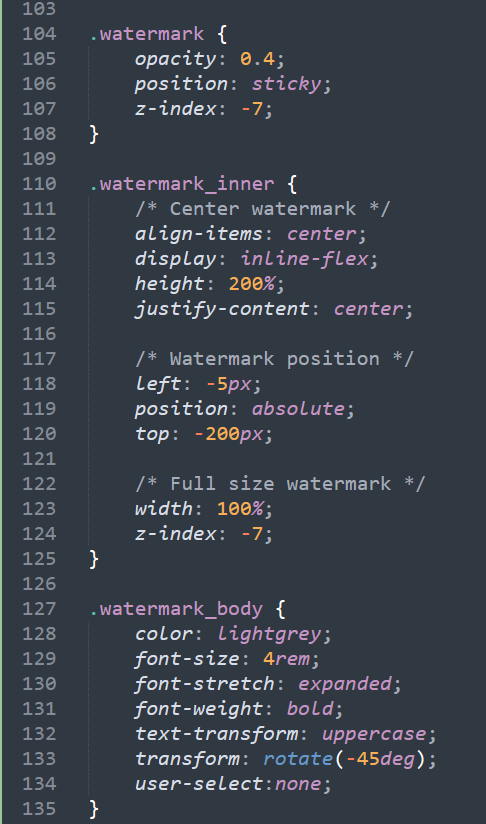 103
104 .watermark {
105     opacity: 0.4;
106     position: sticky;
107     z-index: -7;
108 }
109
110 .watermark_inner {
111     /* Center watermark */
112     align-items: center;
113     display: inline-flex;
114     height: 200%;
115     justify-content: center;
116
117     /* Watermark position */
118     left: -5px;
119     position: absolute;
120     top: -200px;
121
122     /* Full size watermark */
123     width: 100%;
124     z-index: -7;
125 }
126
127 .watermark_body {
128     color: lightgrey;
129     font-size: 4rem;
130     font-stretch: expanded;
131     font-weight: bold;
132     text-transform: uppercase;
133     transform: rotate(-45deg);
134     user-select:none;
135 }